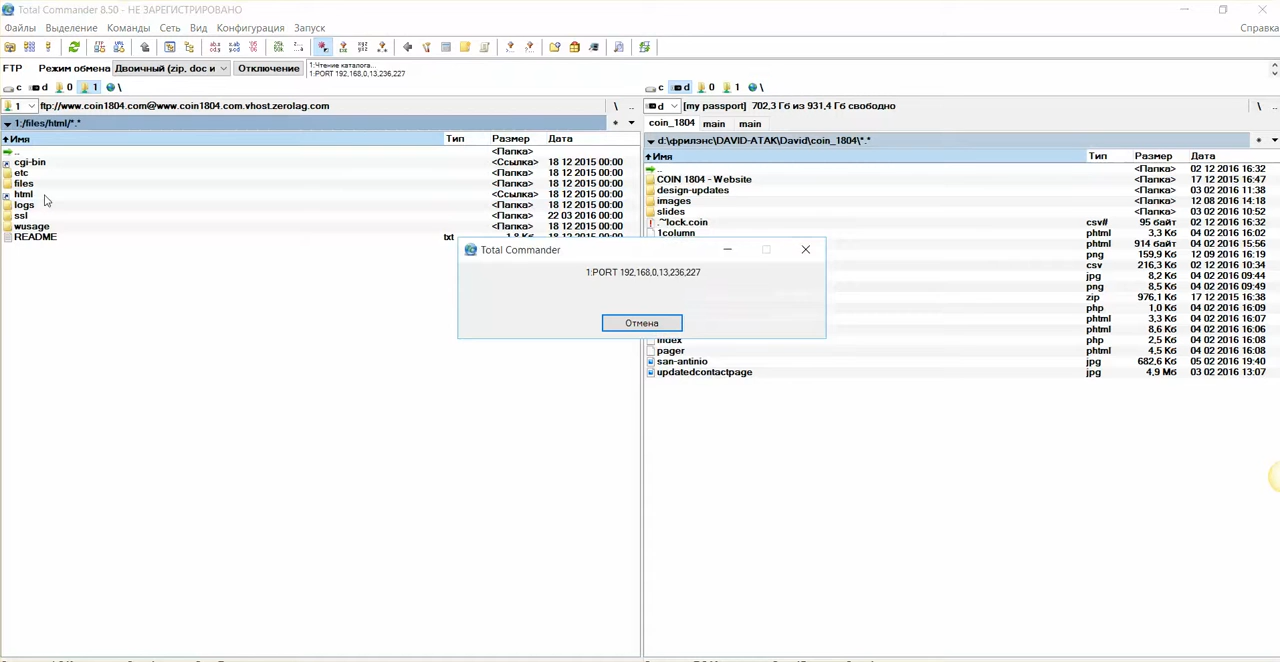 Total Commander 8.50 - НЕ ЗАРЕГИСТРИРОВАНО
Файлы Выделение Команды Сеть Вид Конфигурация Запуск Справка
FTP Режим обмена Двоичный (zip, doc и Отключение 1:Чтение каталога...
1:PORT 192,168,0,13,236,227
c d 0 1 \
c d 0 1 \
1 ftp://www.coin1804.com@www.coin1804.com.vhost.zerolag.com \ ..
d [my passport] 702,3 Гб из 931,4 Гб свободно \ ..
1:/files/html/*.* *
Имя Тип Размер Дата
.. <Папка>
cgi-bin <Ссылка> 18 12 2015 00:00
etc <Папка> 18 12 2015 00:00
files <Папка> 18 12 2015 00:00
html <Ссылка> 18 12 2015 00:00
logs <Папка> 18 12 2015 00:00
ssl <Папка> 22 03 2016 00:00
wusage <Папка> 18 12 2015 00:00
README txt 1,8 Кб 18 12 2015 00:00
coin_1804 main main
d:\фрилэнс\DAVID-ATAK\David\coin_1804\*.* *
Имя Тип Размер Дата
.. <Папка> 02 12 2016 16:32
COIN 1804 - Website <Папка> 17 12 2015 16:47
design-updates <Папка> 03 02 2016 11:38
images <Папка> 12 08 2016 14:18
slides <Папка> 03 02 2016 10:52
.~lock.coin csv# 95 байт 02 12 2016 16:32
1column phtml 3,3 Кб 04 02 2016 16:02
phtml 914 байт 04 02 2016 15:56
png 159,9 Кб 12 09 2016 16:19
csv 216,3 Кб 02 12 2016 10:34
jpg 8,2 Кб 04 02 2016 09:44
png 8,5 Кб 04 02 2016 09:49
zip 976,1 Кб 17 12 2015 16:38
php 1,0 Кб 04 02 2016 16:09
phtml 3,3 Кб 04 02 2016 16:07
phtml 8,6 Кб 04 02 2016 16:06
index php 2,5 Кб 04 02 2016 16:08
pager phtml 4,5 Кб 04 02 2016 16:08
san-antinio jpg 682,6 Кб 05 02 2016 19:40
updatedcontactpage jpg 4,9 Мб 03 02 2016 13:07
Total Commander
1:PORT 192,168,0,13,236,227
Отмена